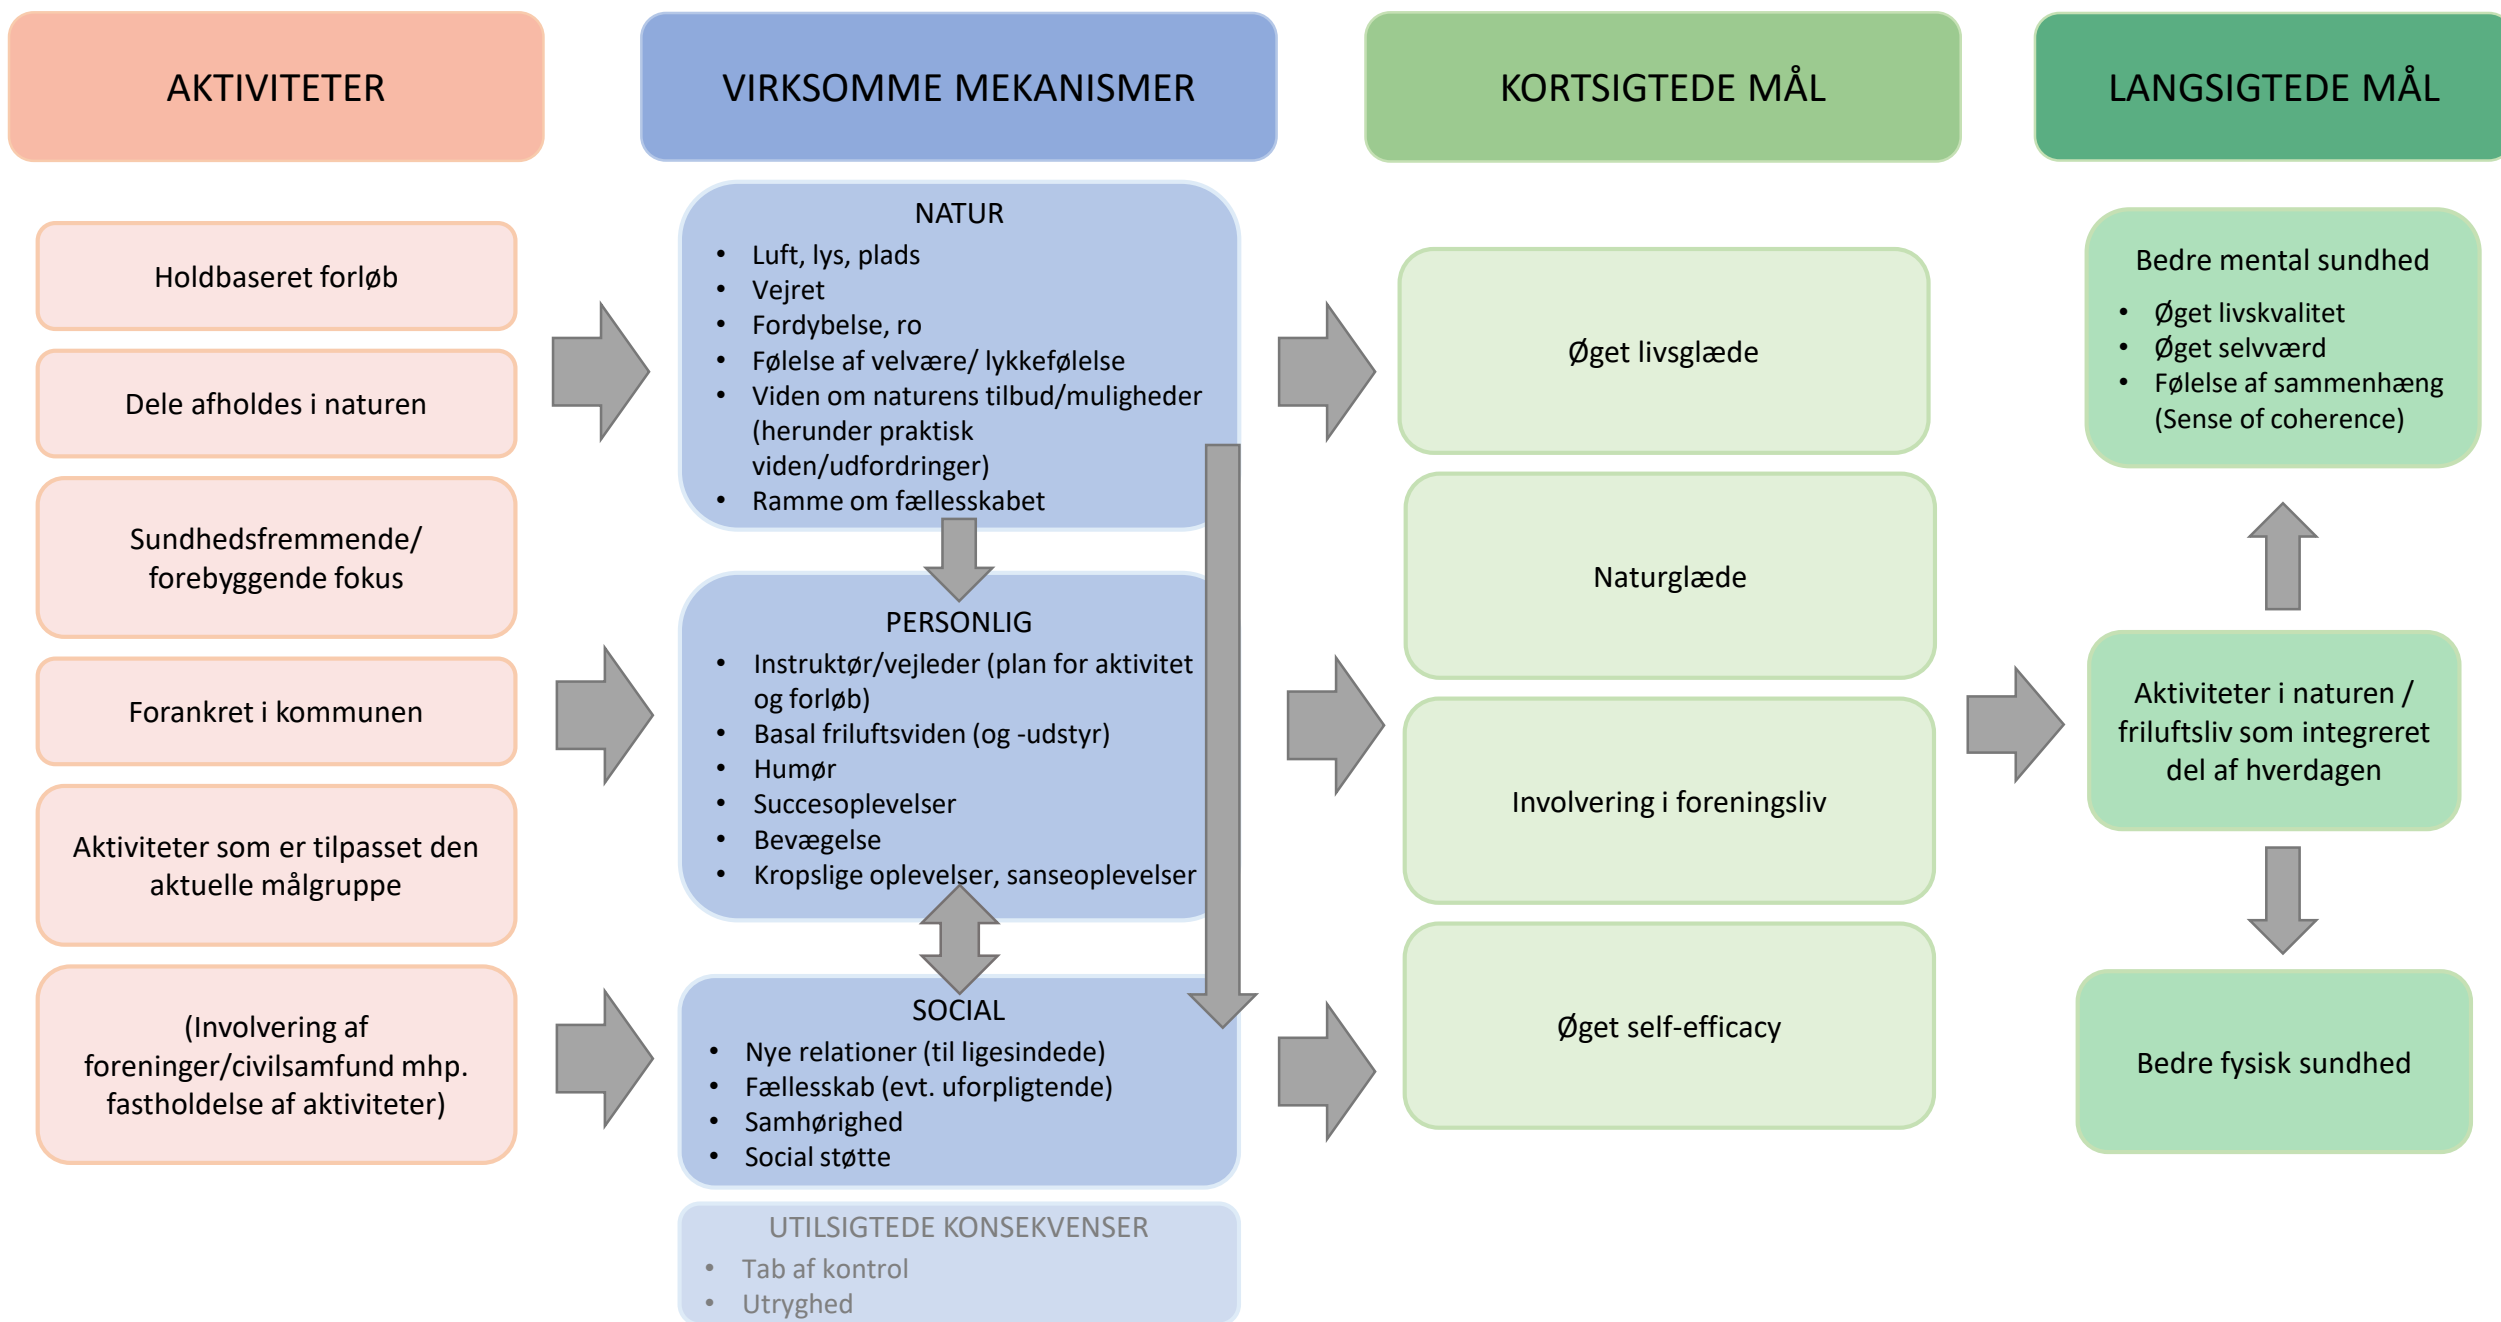 AKTIVITETER
Holdbaseret forløb
Dele afholdes i naturen
Sundhedsfremmende/
forebyggende fokus
Forankret i kommunen
Aktiviteter som er tilpasset den
aktuelle målgruppe
(Involvering af
foreninger/civilsamfund mhp.
fastholdelse af aktiviteter)
VIRKSOMME MEKANISMER
NATUR
• Luft, lys, plads
• Vejret
• Fordybelse, ro
• Følelse af velvære/ lykkefølelse
• Viden om naturens tilbud/muligheder
(herunder praktisk
viden/udfordringer)
• Ramme om fællesskabet
PERSONLIG
• Instruktør/vejleder (plan for aktivitet
og forløb)
• Basal friluftsviden (og -udstyr)
• Humør
• Succesoplevelser
• Bevægelse
• Kropslige oplevelser, sanseoplevelser
SOCIAL
• Nye relationer (til ligesindede)
• Fællesskab (evt. uforpligtende)
• Samhørighed
• Social støtte
UTILSIGTEDE KONSEKVENSER
• Tab af kontrol
• Utryghed
KORTSIGTEDE MÅL
Øget livsglæde
Naturglæde
Involvering i foreningsliv
Øget self-efficacy
LANGSIGTEDE MÅL
Bedre mental sundhed
• Øget livskvalitet
• Øget selvværd
• Følelse af sammenhæng
(Sense of coherence)
Aktiviteter i naturen /
friluftsliv som integreret
del af hverdagen
Bedre fysisk sundhed